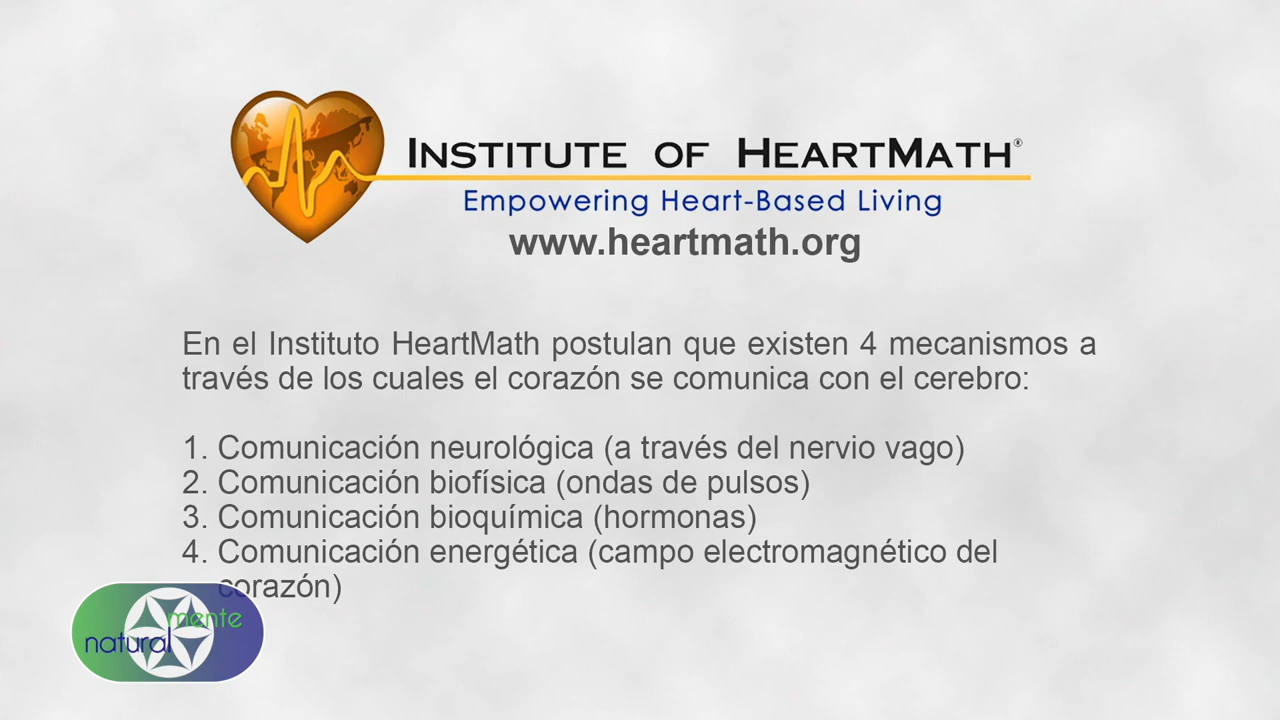 INSTITUTE OF HEARTMATH®
Empowering Heart-Based Living
www.heartmath.org
En el Instituto HeartMath postulan que existen 4 mecanismos a
través de los cuales el corazón se comunica con el cerebro:
1. Comunicación neurológica (a través del nervio vago)
2. Comunicación biofísica (ondas de pulsos)
3. Comunicación bioquímica (hormonas)
4. Comunicación energética (campo electromagnético del
corazón)
mente
natural